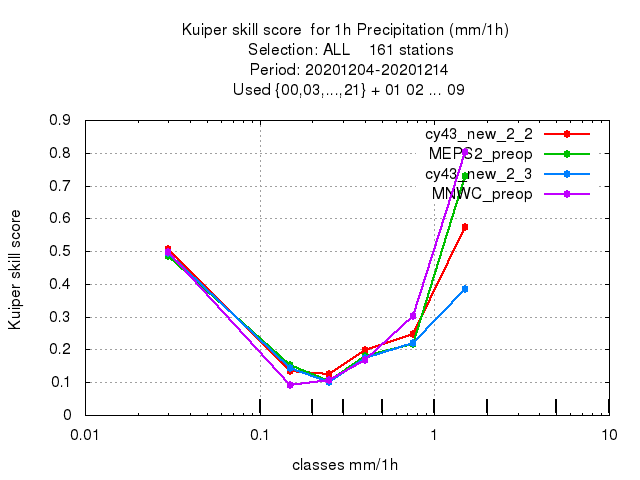 Kuiper skill score  for 1h Precipitation (mm/1h)
Selection: ALL    161 stations
Period: 20201204-20201214
Used {00,03,...,21} + 01 02 ... 09
0.9
0.8
0.7
0.6
0.5
0.4
0.3
0.2
0.1
0
Kuiper skill score
cy43_new_2_2
MEPS2_preop
cy43_new_2_3
MNWC_preop
0.01
0.1
1
10
classes mm/1h